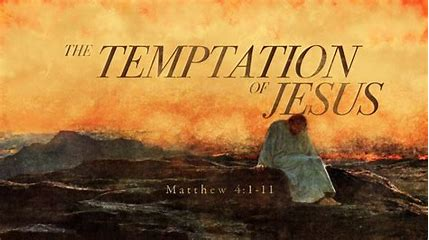 THE TEMPTATION
OF JESUS
Matthew 4:1-11